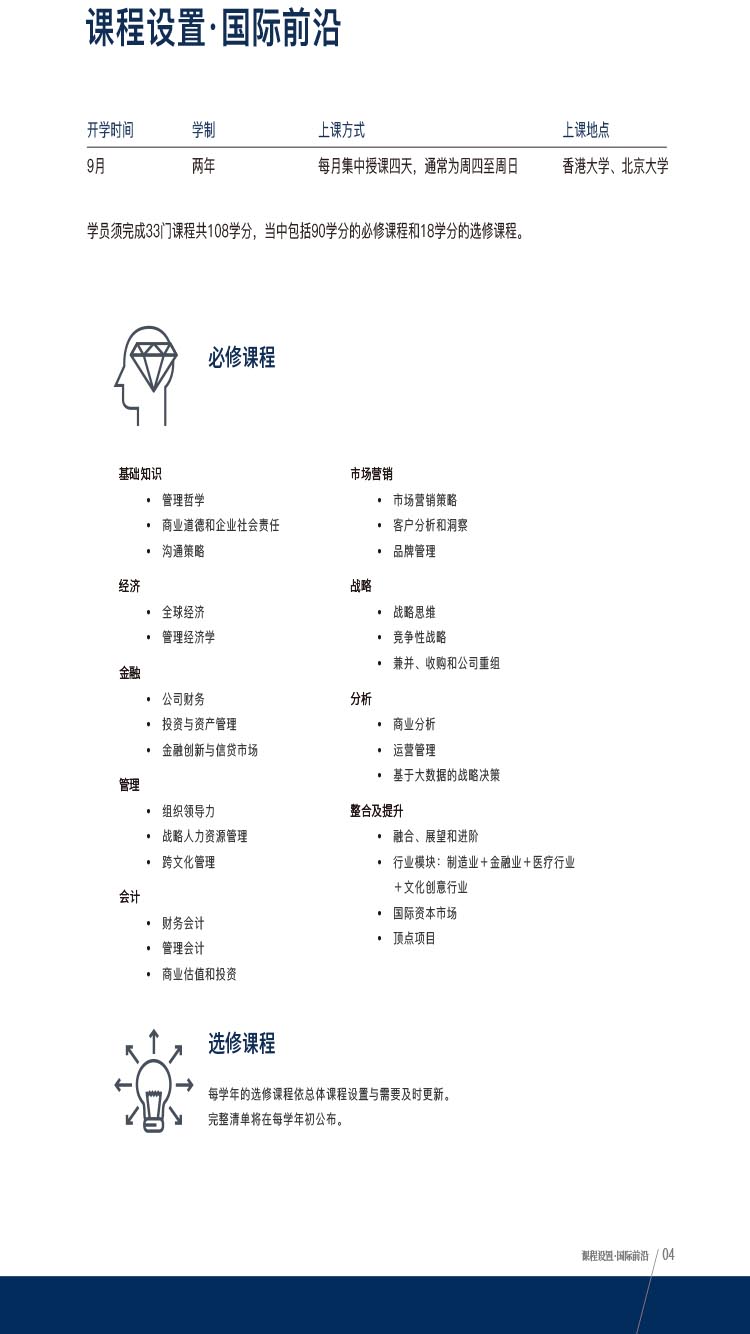 课程设置·国际前沿
开学时间 学制 上课方式 上课地点
9月 两年 每月集中授课四天，通常为周四至周日 香港大学、北京大学
学员须完成33门课程共108学分，当中包括90学分的必修课程和18学分的选修课程。
必修课程
基础知识
• 管理哲学
• 商业道德和企业社会责任
• 沟通策略
经济
• 全球经济
• 管理经济学
金融
• 公司财务
• 投资与资产管理
• 金融创新与信贷市场
管理
• 组织领导力
• 战略人力资源管理
• 跨文化管理
会计
• 财务会计
• 管理会计
• 商业估值和投资
市场营销
• 市场营销策略
• 客户分析和洞察
• 品牌管理
战略
• 战略思维
• 竞争性战略
• 兼并、收购和公司重组
分析
• 商业分析
• 运营管理
• 基于大数据的战略决策
整合及提升
• 融合、展望和进阶
• 行业模块：制造业＋金融业＋医疗行业
＋文化创意行业
• 国际资本市场
• 顶点项目
选修课程
每学年的选修课程依总体课程设置与需要及时更新。
完整清单将在每学年初公布。
课程设置·国际前沿 / 04